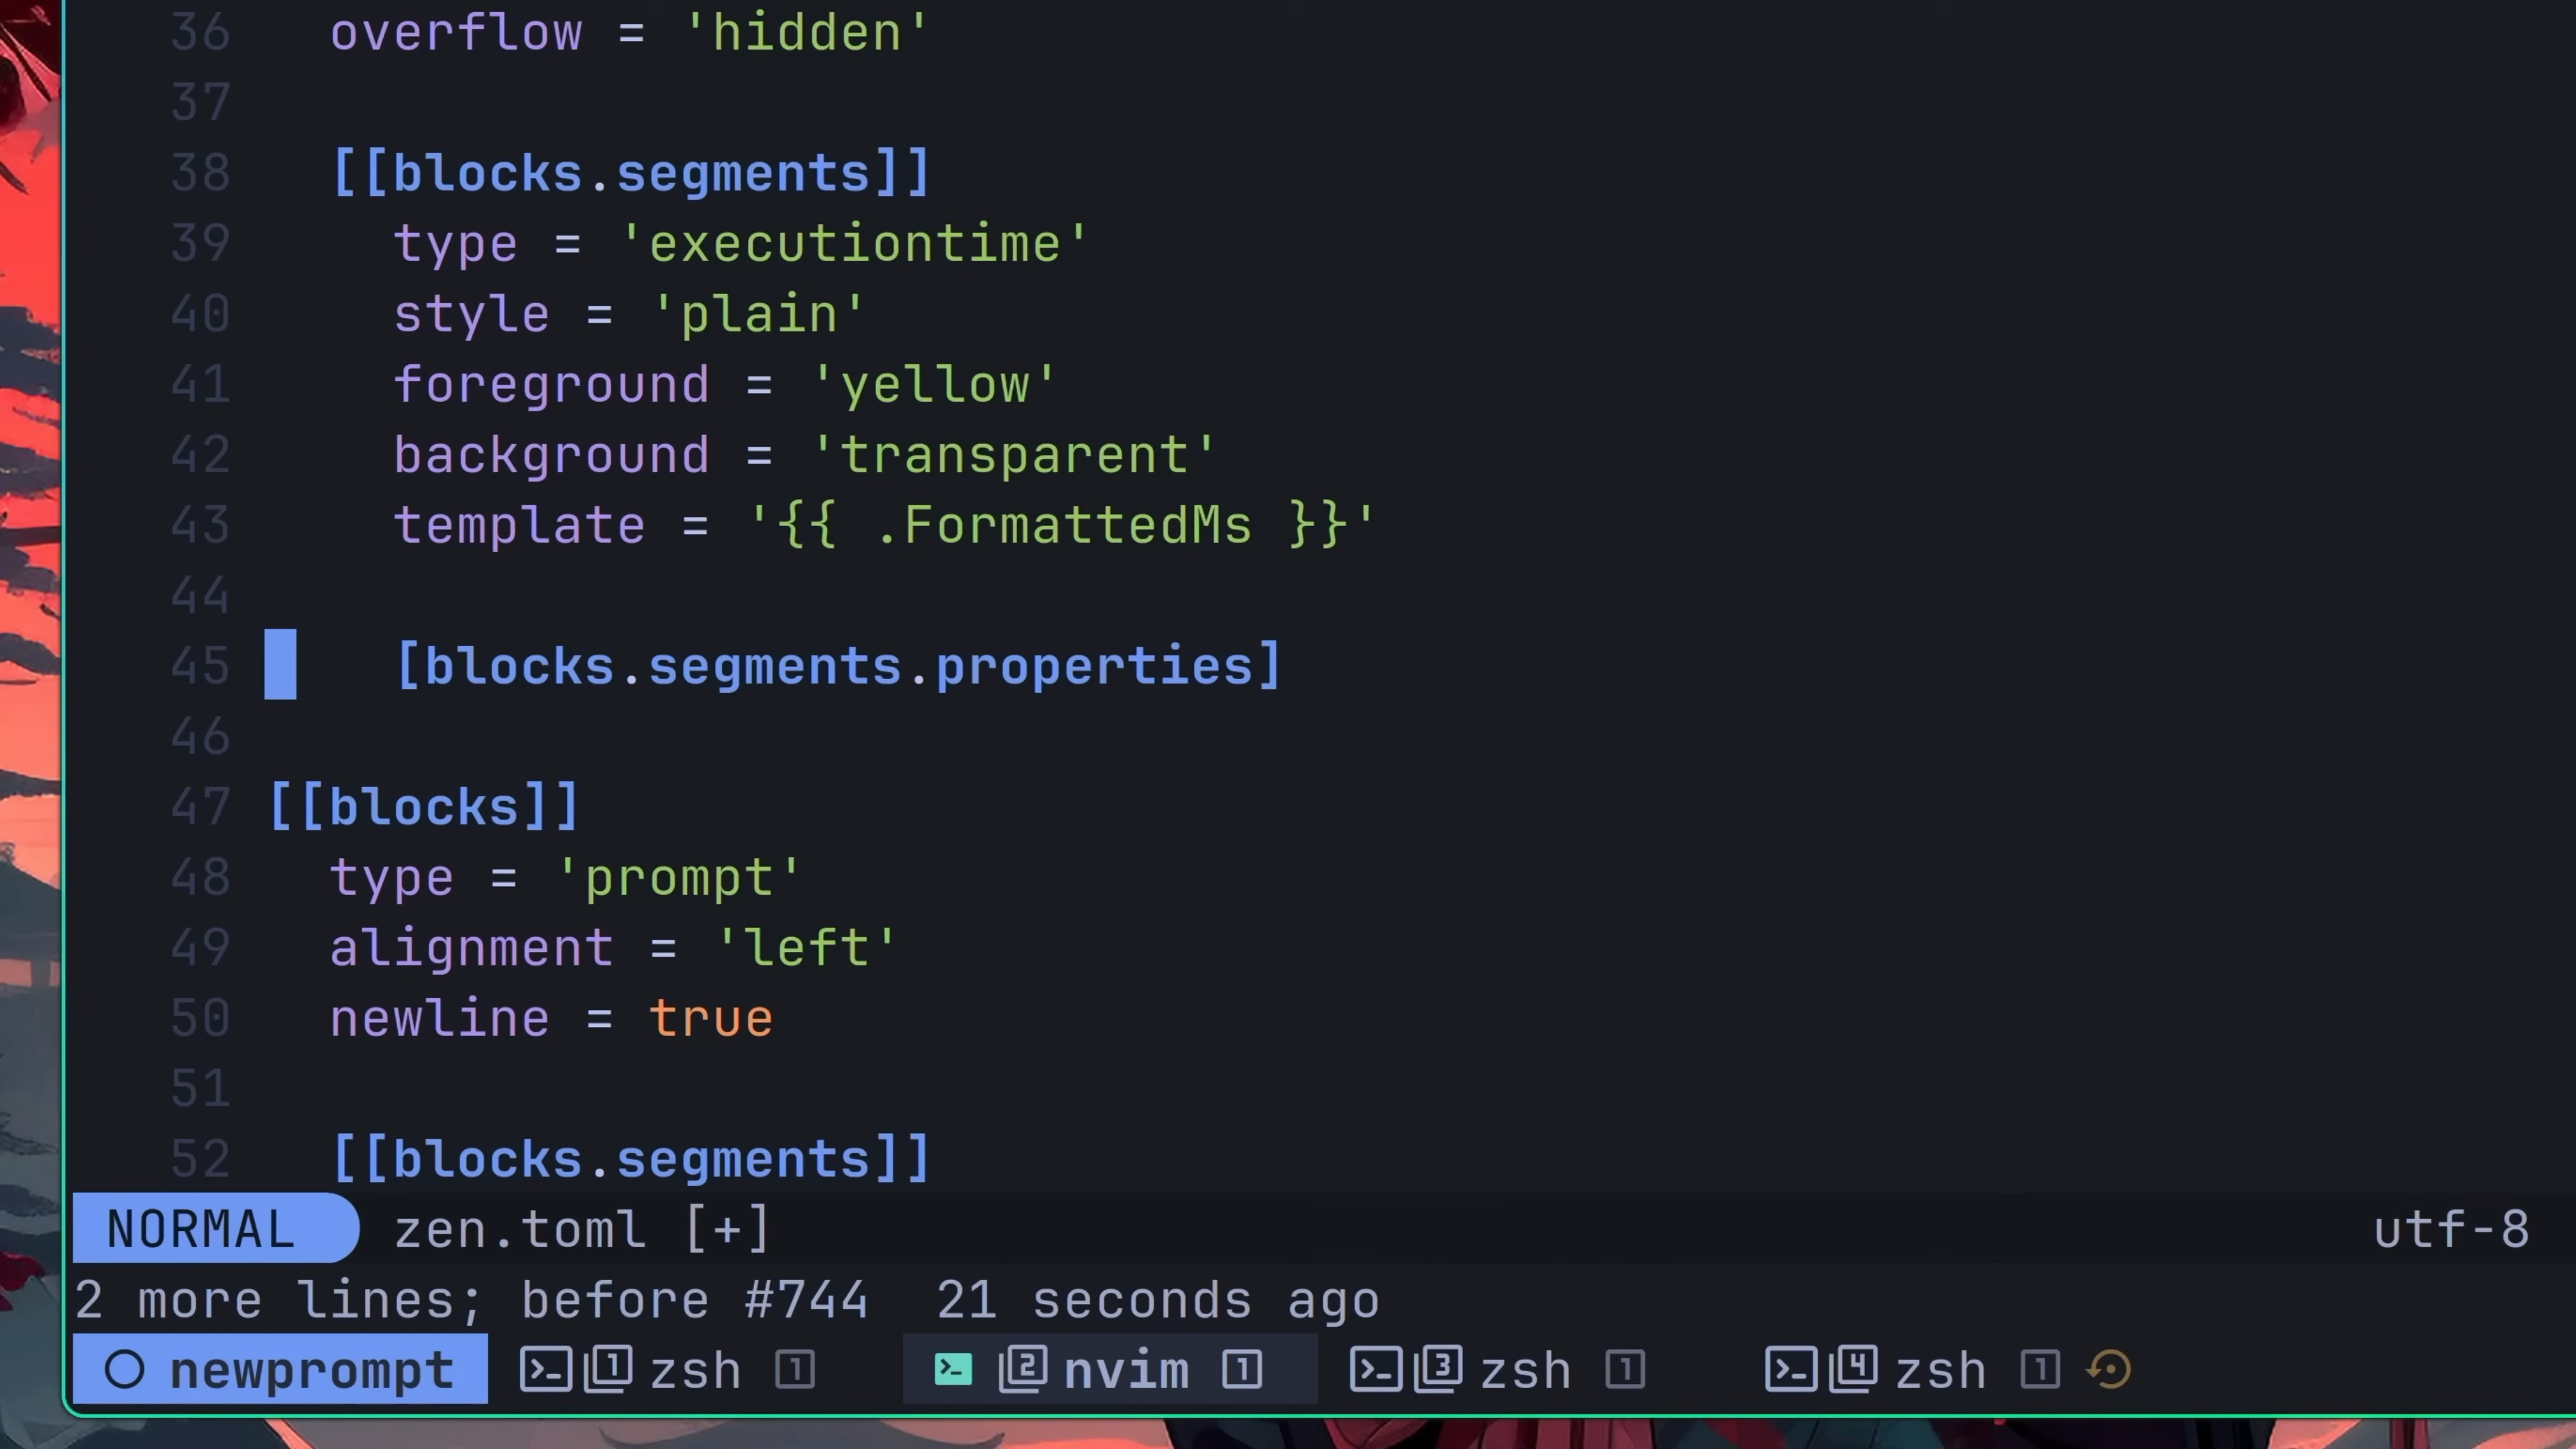 36 overflow = 'hidden'
37
38 [[blocks.segments]]
39 type = 'executiontime'
40 style = 'plain'
41 foreground = 'yellow'
42 background = 'transparent'
43 template = '{{ .FormattedMs }}'
44
45 [blocks.segments.properties]
46
47 [[blocks]]
48 type = 'prompt'
49 alignment = 'left'
50 newline = true
51
52 [[blocks.segments]]
NORMAL zen.toml [+] utf-8
2 more lines; before #744 21 seconds ago
newprompt 1 zsh 1 2 nvim 1 3 zsh 1 4 zsh 1